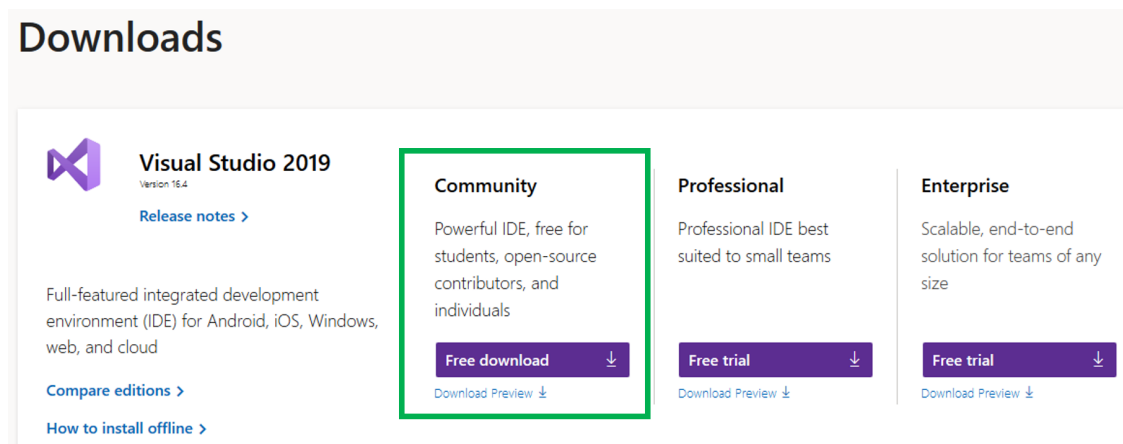 Downloads
Visual Studio 2019
Version 16.4
Release notes
Full-featured integrated development
environment (IDE) for Android, iOS, Windows,
web, and cloud
Compare editions
How to install offline
Community
Powerful IDE, free for
students, open-source
contributors, and
individuals
Free download
Download Preview
Professional
Professional IDE best
suited to small teams
Free trial
Download Preview
Enterprise
Scalable, end-to-end
solution for teams of any
size
Free trial
Download Preview